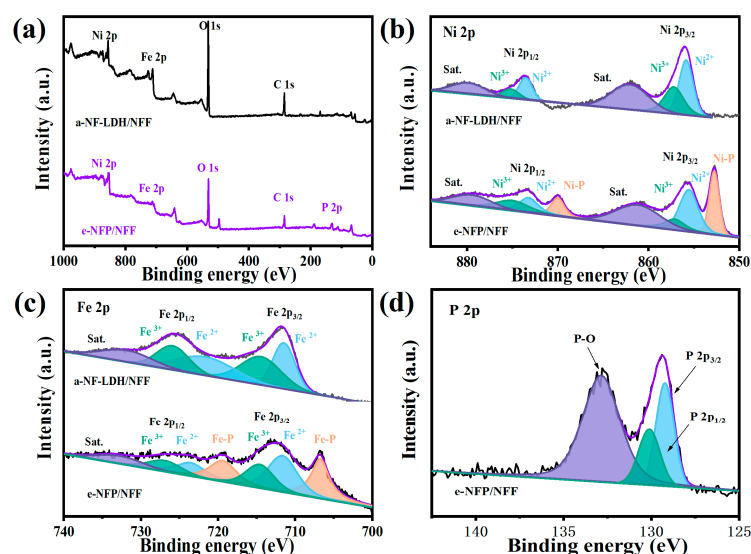 (a)
O 1s
Ni 2p
Fe 2p
C 1s
a-NF-LDH/NFF
Ni 2p
Fe 2p
O 1s
C 1s
P 2p
e-NFP/NFF
Intensity (a.u.)
1000 800 600 400 200 0
Binding energy (eV)
(b)
Ni 2p
Ni 2p3/2
Ni 2p1/2
Sat.
Ni3+
Ni2+
Sat.
Ni3+
Ni2+
a-NF-LDH/NFF
Ni 2p1/2
Ni 2p3/2
Sat.
Ni3+
Ni2+
Ni-P
Sat.
Ni3+
Ni2+
Ni-P
e-NFP/NFF
Intensity (a.u.)
880 870 860 850
Binding energy (eV)
(c)
Fe 2p
Fe 2p1/2
Fe 2p3/2
Sat.
Fe 3+
Fe 2+
Fe 3+
Fe 2+
a-NF-LDH/NFF
Fe 2p1/2
Fe 2p3/2
Sat.
Fe 3+
Fe 2+
Fe-P
Fe 3+
Fe 2+
Fe-P
e-NFP/NFF
Intensity (a.u.)
740 730 720 710 700
Binding energy (eV)
(d)
P 2p
P-O
P 2p3/2
P 2p1/2
e-NFP/NFF
Intensity (a.u.)
140 135 130 125
Binding energy (eV)